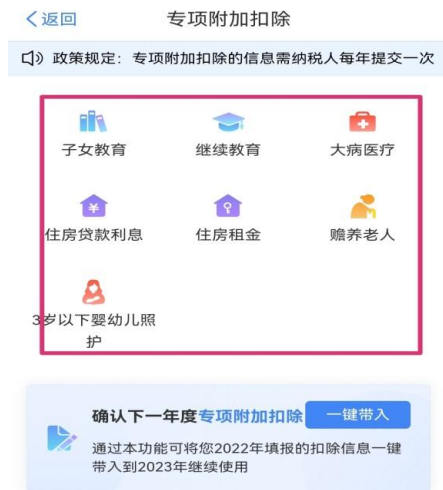 返回
专项附加扣除
政策规定：专项附加扣除的信息需纳税人每年提交一次
子女教育
继续教育
大病医疗
住房贷款利息
住房租金
赡养老人
3岁以下婴幼儿照
护
确认下一年度专项附加扣除
一键带入
通过本功能可将您2022年填报的扣除信息一键
带入到2023年继续使用